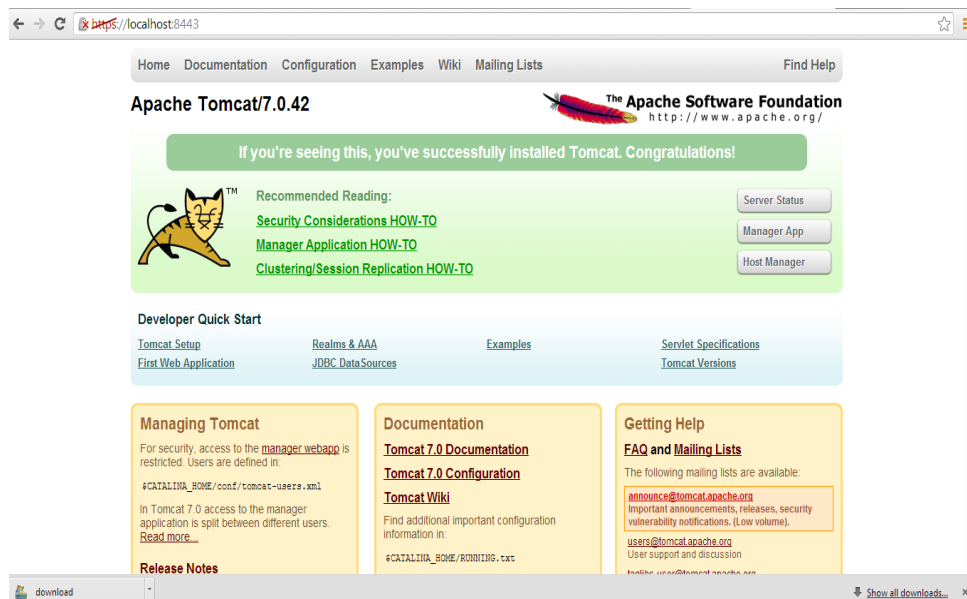 https://localhost:8443
Home Documentation Configuration Examples Wiki Mailing Lists Find Help
Apache Tomcat/7.0.42
The Apache Software Foundation
http://www.apache.org/
If you're seeing this, you've successfully installed Tomcat. Congratulations!
TM
Recommended Reading:
Security Considerations HOW-TO
Manager Application HOW-TO
Clustering/Session Replication HOW-TO
Server Status
Manager App
Host Manager
Developer Quick Start
Tomcat Setup
First Web Application
Realms & AAA
JDBC DataSources
Examples
Servlet Specifications
Tomcat Versions
Managing Tomcat
For security, access to the manager webapp is
restricted. Users are defined in:
$CATALINA_HOME/conf/tomcat-users.xml
In Tomcat 7.0 access to the manager
application is split between different users.
Read more...
Release Notes
Documentation
Tomcat 7.0 Documentation
Tomcat 7.0 Configuration
Tomcat Wiki
Find additional important configuration
information in:
$CATALINA_HOME/RUNNING.txt
Getting Help
FAQ and Mailing Lists
The following mailing lists are available:
announce@tomcat.apache.org
Important announcements, releases, security
vulnerability notifications. (Low volume).
users@tomcat.apache.org
User support and discussion
taglibs-user@tomcat.apache.org
download
Show all downloads...